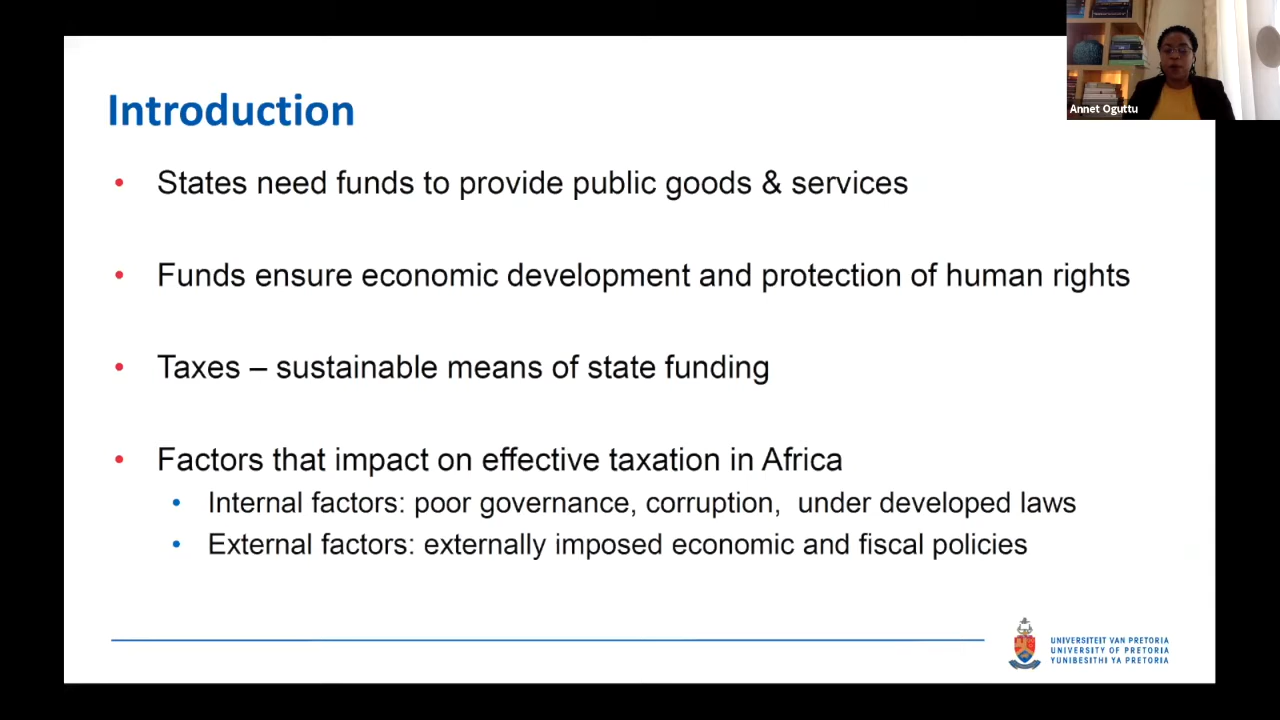 Annet Oguttu
Introduction
• States need funds to provide public goods & services
• Funds ensure economic development and protection of human rights
• Taxes – sustainable means of state funding
• Factors that impact on effective taxation in Africa
• Internal factors: poor governance, corruption,  under developed laws
• External factors: externally imposed economic and fiscal policies
UNIVERSITEIT VAN PRETORIA
UNIVERSITY OF PRETORIA
YUNIBESITHI YA PRETORIA